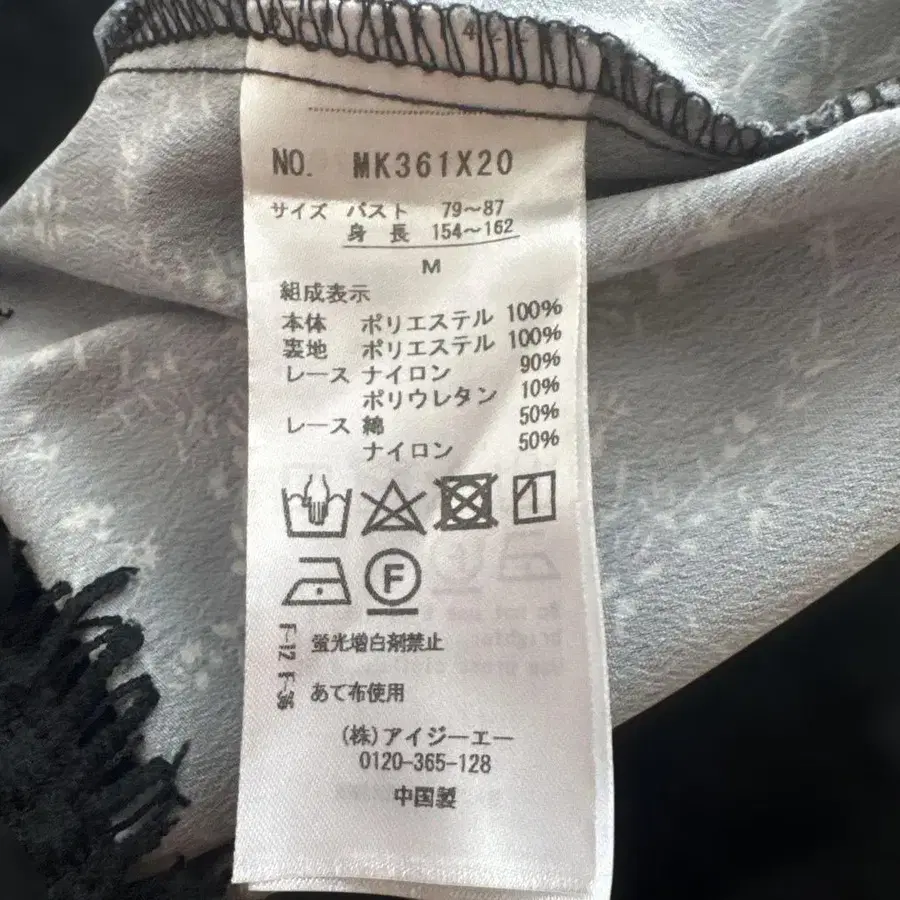 NO. MK361X20
サイズ バスト 79～87
身 長 154～162
M
組成表示
本体 ポリエステル 100%
裏地 ポリエステル 100%
レース ナイロン 90%
ポリウレタン 10%
レース 綿 50%
ナイロン 50%
F
F-12 F-36 蛍光増白剤禁止
あて布使用
(株)アイジーエー
0120-365-128
中国製